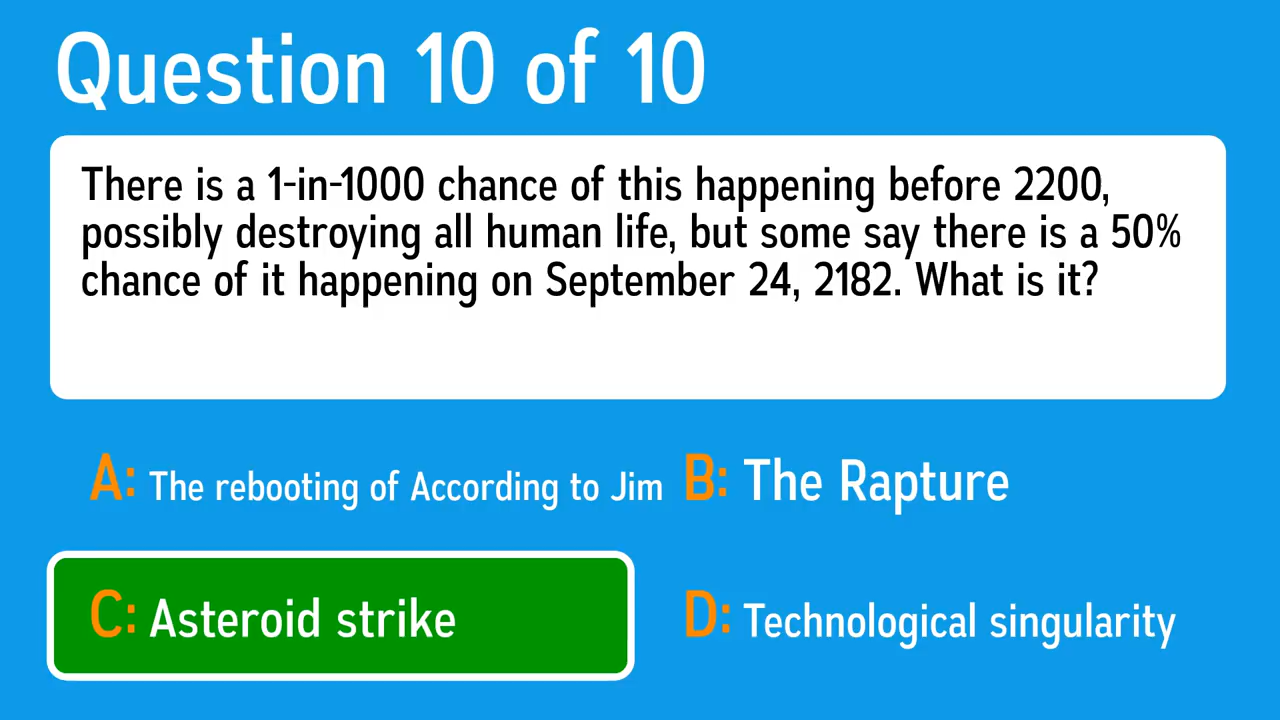 Question 10 of 10
There is a 1-in-1000 chance of this happening before 2200,
possibly destroying all human life, but some say there is a 50%
chance of it happening on September 24, 2182. What is it?
A: The rebooting of According to Jim
B: The Rapture
C: Asteroid strike
D: Technological singularity